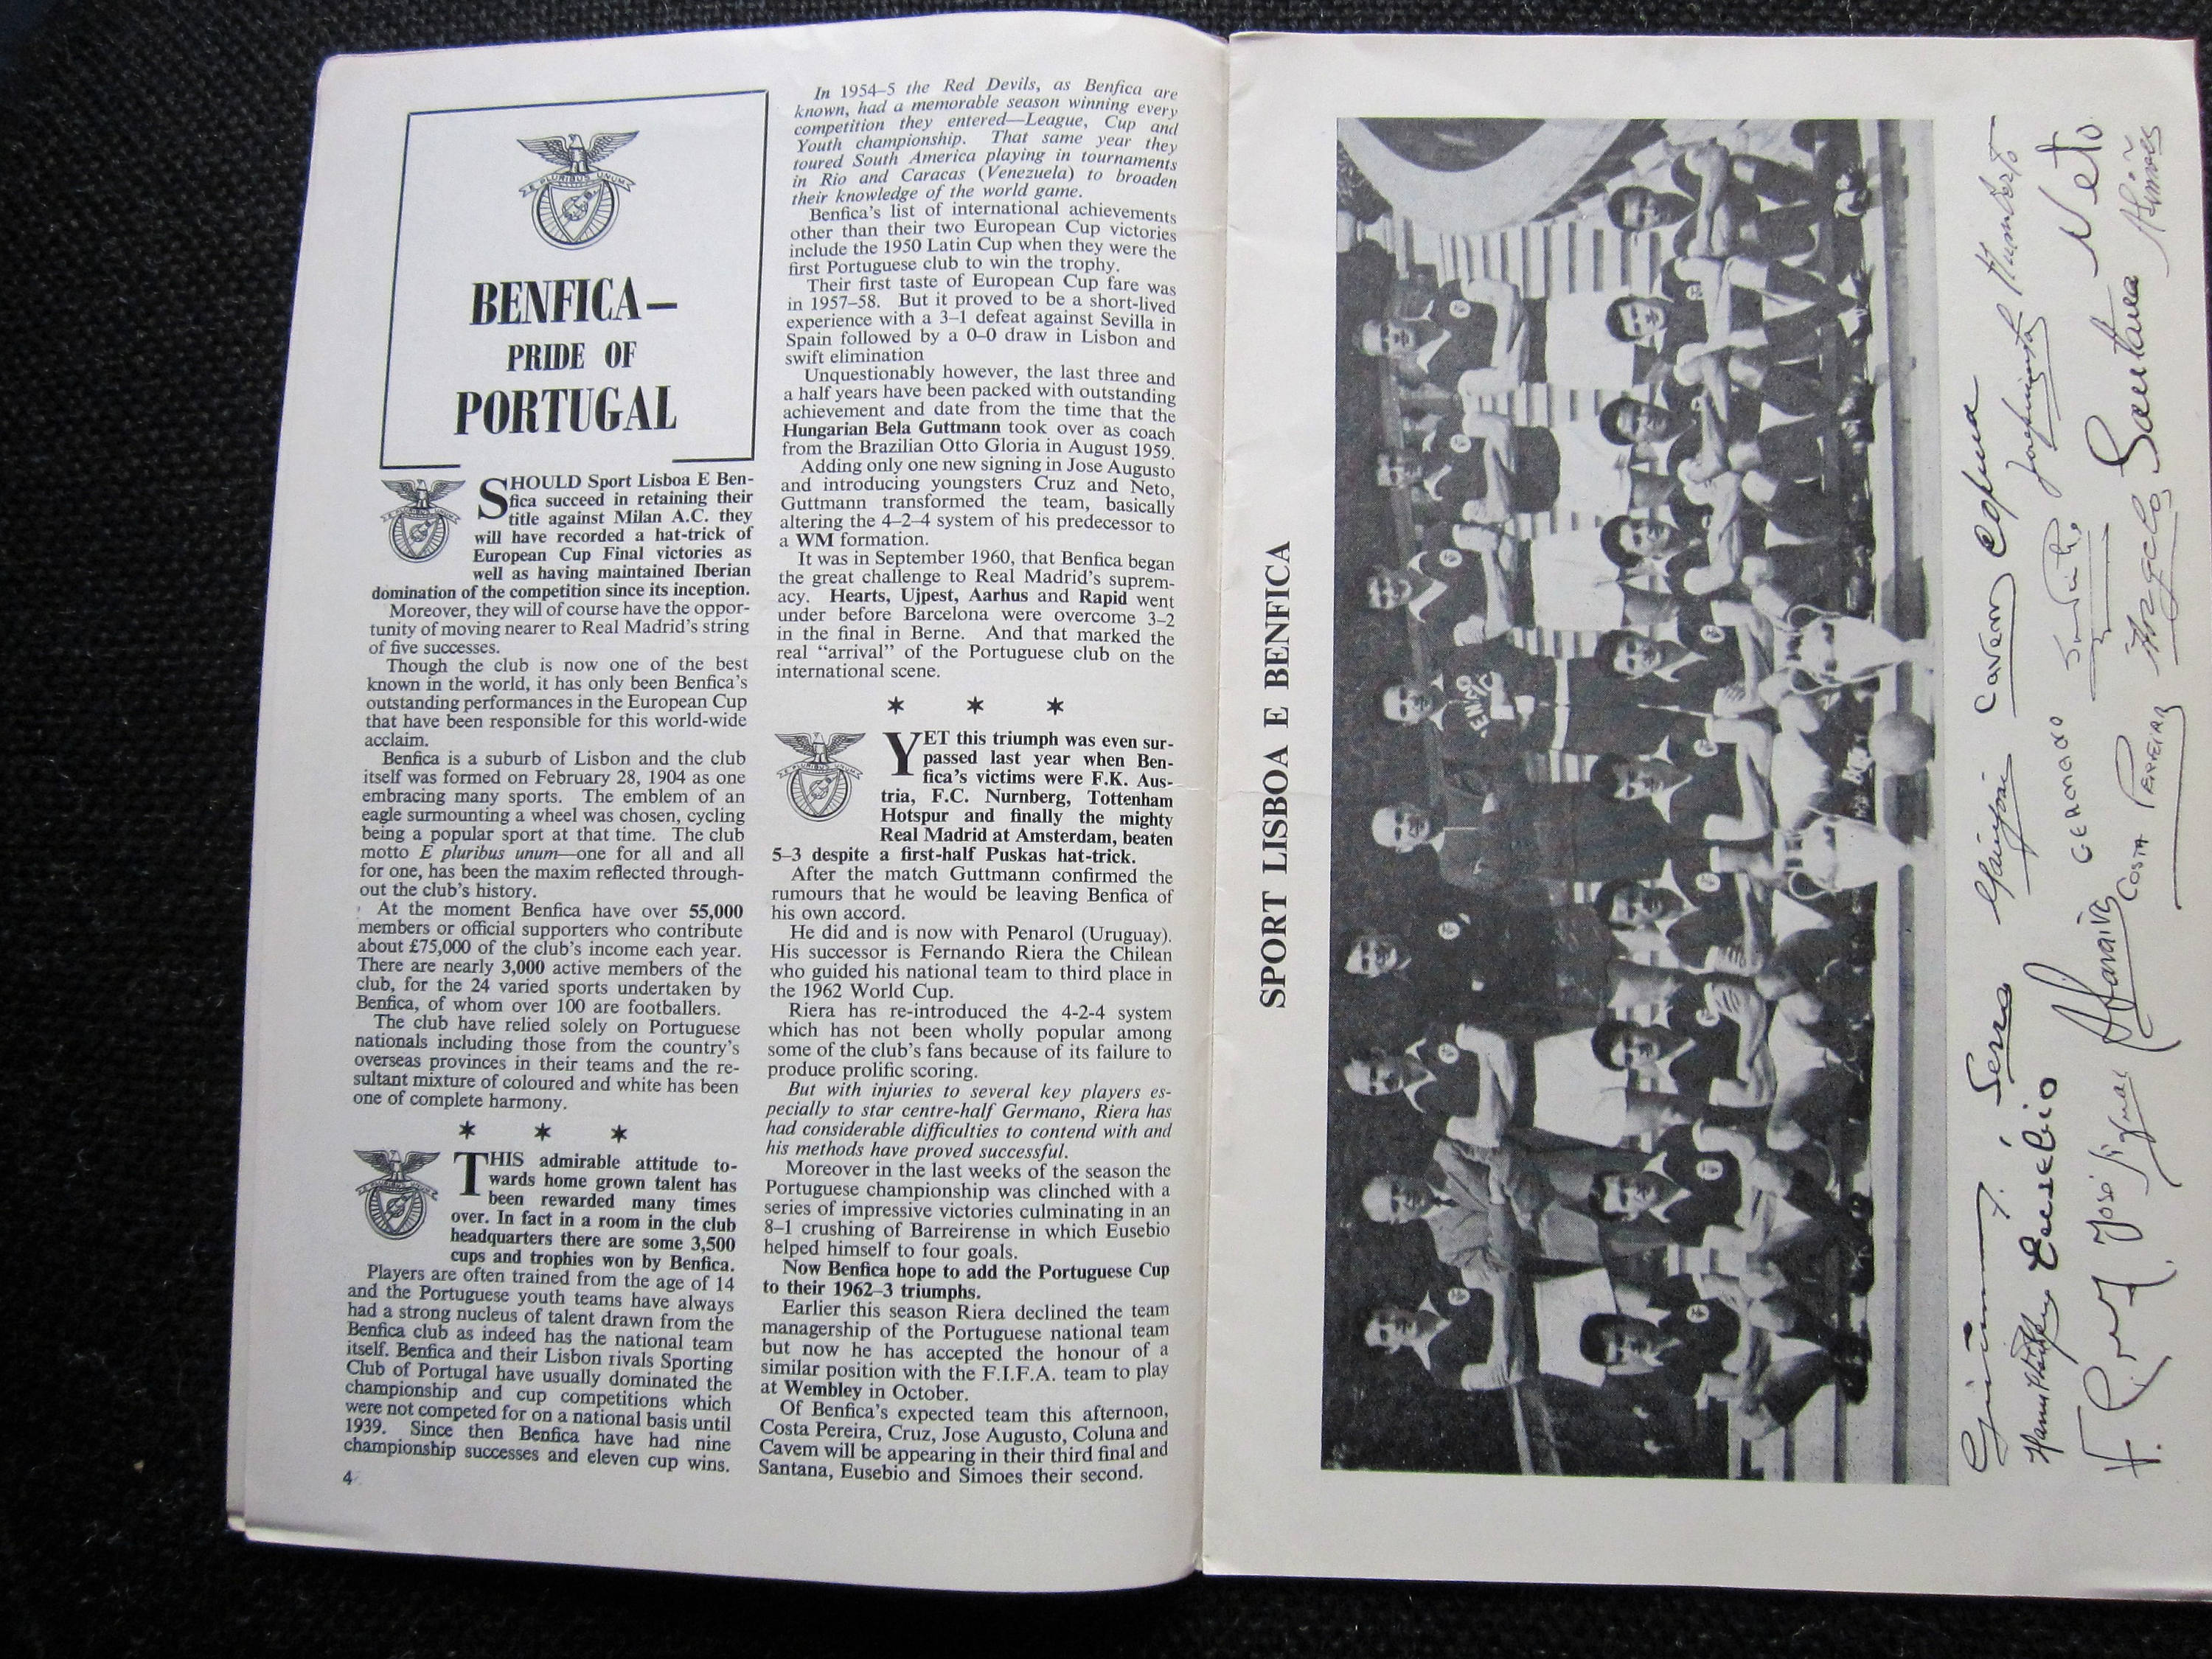 E PLURIBUS UNUM
BENFICA—
PRIDE OF
PORTUGAL
SHOULD Sport Lisboa E Ben-
fica succeed in retaining their
title against Milan A.C. they
will have recorded a hat-trick of
European Cup Final victories as
well as having maintained Iberian
domination of the competition since its inception.
Moreover, they will of course have the oppor-
tunity of moving nearer to Real Madrid's string
of five successes.
Though the club is now one of the best
known in the world, it has only been Benfica's
outstanding performances in the European Cup
that have been responsible for this world-wide
acclaim.
Benfica is a suburb of Lisbon and the club
itself was formed on February 28, 1904 as one
embracing many sports. The emblem of an
eagle surmounting a wheel was chosen, cycling
being a popular sport at that time. The club
motto E pluribus unum—one for all and all
for one, has been the maxim reflected through-
out the club's history.
At the moment Benfica have over 55,000
members or official supporters who contribute
about £75,000 of the club's income each year.
There are nearly 3,000 active members of the
club, for the 24 varied sports undertaken by
Benfica, of whom over 100 are footballers.
The club have relied solely on Portuguese
nationals including those from the country's
overseas provinces in their teams and the re-
sultant mixture of coloured and white has been
one of complete harmony.
* * *
THIS admirable attitude to-
wards home grown talent has
been rewarded many times
over. In fact in a room in the club
headquarters there are some 3,500
cups and trophies won by Benfica.
Players are often trained from the age of 14
and the Portuguese youth teams have always
had a strong nucleus of talent drawn from the
Benfica club as indeed has the national team
itself. Benfica and their Lisbon rivals Sporting
Club of Portugal have usually dominated the
championship and cup competitions which
were not competed for on a national basis until
1939. Since then Benfica have had nine
championship successes and eleven cup wins.
4
In 1954–5 the Red Devils, as Benfica are
known, had a memorable season winning every
competition they entered—League, Cup and
Youth championship. That same year they
toured South America playing in tournaments
in Rio and Caracas (Venezuela) to broaden
their knowledge of the world game.
Benfica's list of international achievements
other than their two European Cup victories
include the 1950 Latin Cup when they were the
first Portuguese club to win the trophy.
Their first taste of European Cup fare was
in 1957–58. But it proved to be a short-lived
experience with a 3–1 defeat against Sevilla in
Spain followed by a 0–0 draw in Lisbon and
swift elimination
Unquestionably however, the last three and
a half years have been packed with outstanding
achievement and date from the time that the
Hungarian Bela Guttmann took over as coach
from the Brazilian Otto Gloria in August 1959.
Adding only one new signing in Jose Augusto
and introducing youngsters Cruz and Neto,
Guttmann transformed the team, basically
altering the 4–2–4 system of his predecessor to
a WM formation.
It was in September 1960, that Benfica began
the great challenge to Real Madrid's suprem-
acy. Hearts, Ujpest, Aarhus and Rapid went
under before Barcelona were overcome 3–2
in the final in Berne. And that marked the
real "arrival" of the Portuguese club on the
international scene.
* * *
YET this triumph was even sur-
passed last year when Ben-
fica's victims were F.K. Aus-
tria, F.C. Nurnberg, Tottenham
Hotspur and finally the mighty
Real Madrid at Amsterdam, beaten
5–3 despite a first-half Puskas hat-trick.
After the match Guttmann confirmed the
rumours that he would be leaving Benfica of
his own accord.
He did and is now with Penarol (Uruguay).
His successor is Fernando Riera the Chilean
who guided his national team to third place in
the 1962 World Cup.
Riera has re-introduced the 4-2-4 system
which has not been wholly popular among
some of the club's fans because of its failure to
produce prolific scoring.
But with injuries to several key players es-
pecially to star centre-half Germano, Riera has
had considerable difficulties to contend with and
his methods have proved successful.
Moreover in the last weeks of the season the
Portuguese championship was clinched with a
series of impressive victories culminating in an
8–1 crushing of Barreirense in which Eusebio
helped himself to four goals.
Now Benfica hope to add the Portuguese Cup
to their 1962–3 triumphs.
Earlier this season Riera declined the team
managership of the Portuguese national team
but now he has accepted the honour of a
similar position with the F.I.F.A. team to play
at Wembley in October.
Of Benfica's expected team this afternoon,
Costa Pereira, Cruz, Jose Augusto, Coluna and
Cavem will be appearing in their third final and
Santana, Eusebio and Simoes their second.
SPORT LISBOA E BENFICA
Serra
Cavem Coluna
Humberto
Eusébio
GERMANO
Neto
José
COSTA PEREIRA
Angelo
Santana
Simões